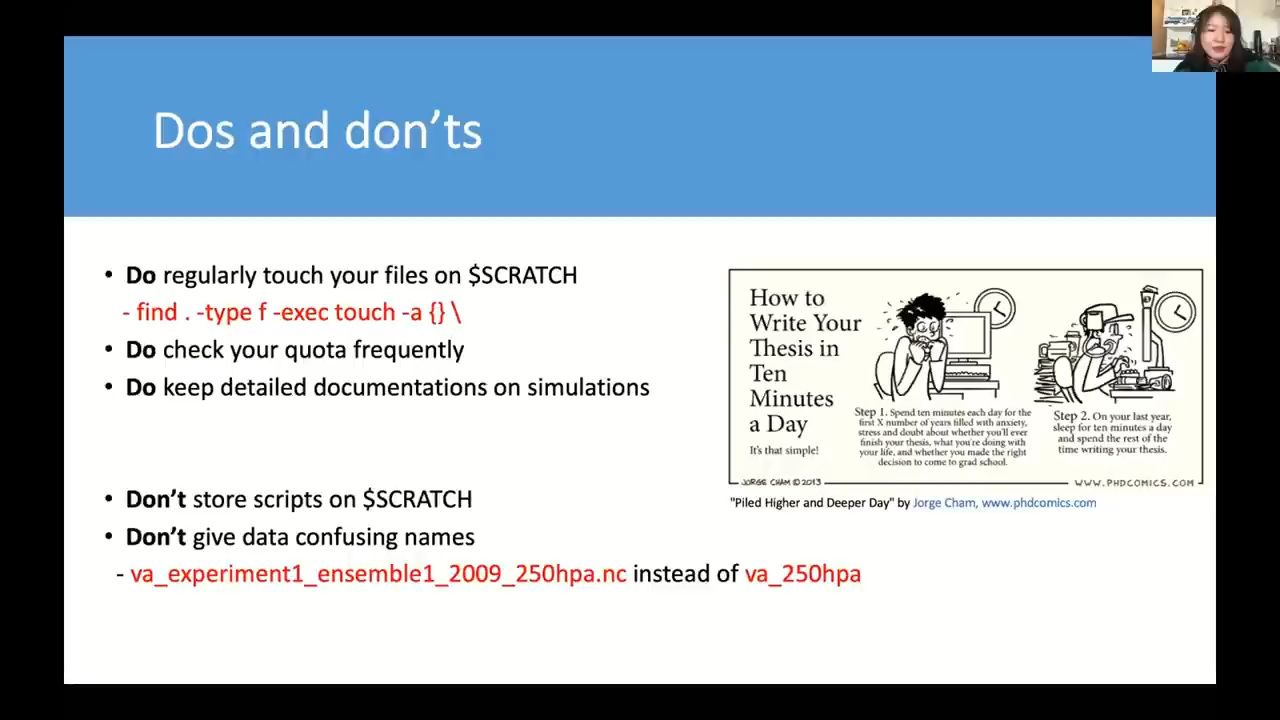 Dos and don'ts
• Do regularly touch your files on $SCRATCH
- find . -type f -exec touch -a {} \
• Do check your quota frequently
• Do keep detailed documentations on simulations
• Don't store scripts on $SCRATCH
• Don't give data confusing names
- va_experiment1_ensemble1_2009_250hpa.nc instead of va_250hpa
How to
Write Your
Thesis in
Ten
Minutes
a Day
It's that simple!
Step 1. Spend ten minutes each day for the
first X number of years filled with anxiety,
stress and doubt about whether you'll ever
finish your thesis, what you're doing with
your life, and whether you made the right
decision to come to grad school.
Step 2. On your last year,
sleep for ten minutes a day
and spend the rest of the
time writing your thesis.
JORGE CHAM © 2013
WWW.PHDCOMICS.COM
"Piled Higher and Deeper Day" by Jorge Cham, www.phdcomics.com